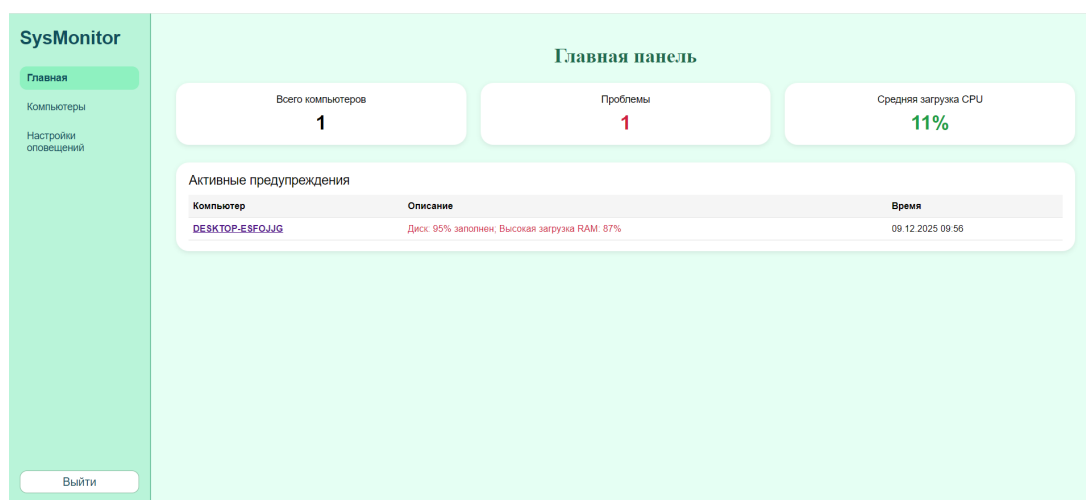 SysMonitor
Главная
Компьютеры
Настройки
оповещений
Выйти
Главная панель
Всего компьютеров
1
Проблемы
1
Средняя загрузка CPU
11%
Активные предупреждения
Компьютер Описание Время
DESKTOP-ESFOJJG Диск: 95% заполнен; Высокая загрузка RAM: 87% 09.12.2025 09:56